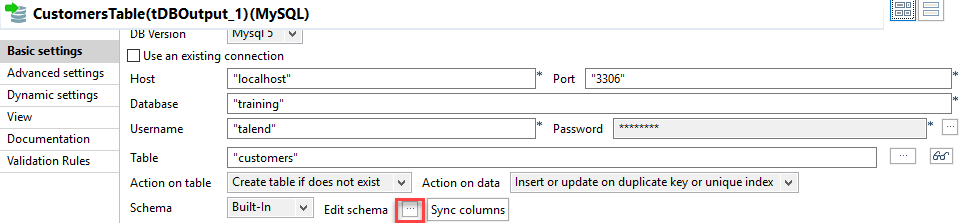 CustomersTable(tDBOutput_1)(MySQL)
Basic settings
Advanced settings
Dynamic settings
View
Documentation
Validation Rules
DB Version Mysql 5
Use an existing connection
Host "localhost" * Port "3306" *
Database "training" *
Username "talend" * Password ******** * ...
Table "customers" ...
Action on table Create table if does not exist Action on data Insert or update on duplicate key or unique index
Schema Built-In Edit schema ... Sync columns